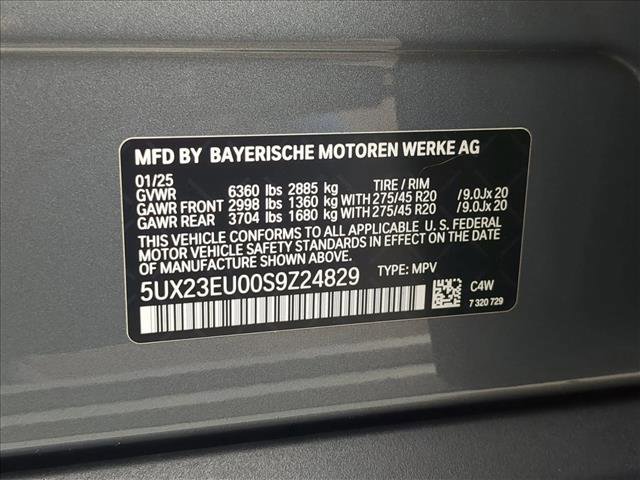 MFD BY BAYERISCHE MOTOREN WERKE AG
01/25 TIRE / RIM
GVWR 6360 lbs 2885 kg
GAWR FRONT 2998 lbs 1360 kg WITH 275/45 R20 /9.0Jx 20
GAWR REAR 3704 lbs 1680 kg WITH 275/45 R20 /9.0Jx 20
THIS VEHICLE CONFORMS TO ALL APPLICABLE U. S. FEDERAL
MOTOR VEHICLE SAFETY STANDARDS IN EFFECT ON THE DATE OF
MANUFACTURE SHOWN ABOVE.
5UX23EU00S9Z24829 TYPE: MPV
C4W
7 320 729